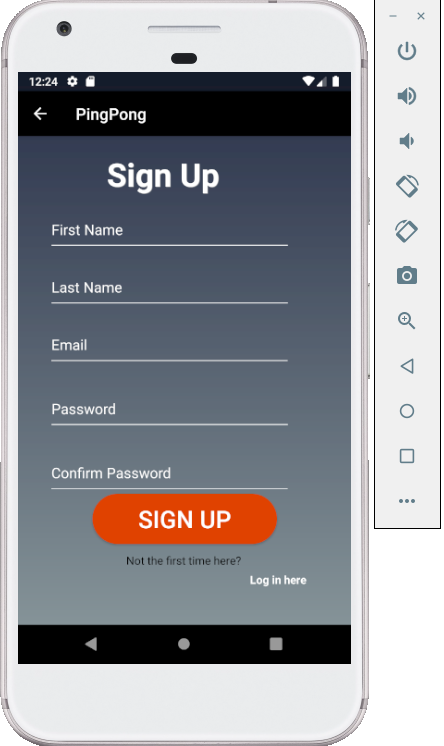 12:24
PingPong
Sign Up
First Name
Last Name
Email
Password
Confirm Password
SIGN UP
Not the first time here?
Log in here